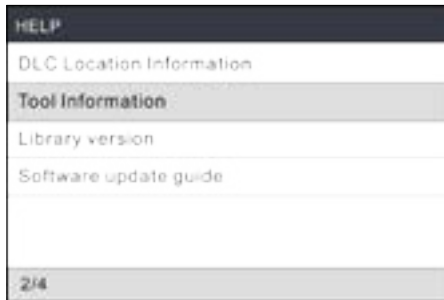 HELP
DLC Location Information
Tool Information
Library version
Software update guide
2/4